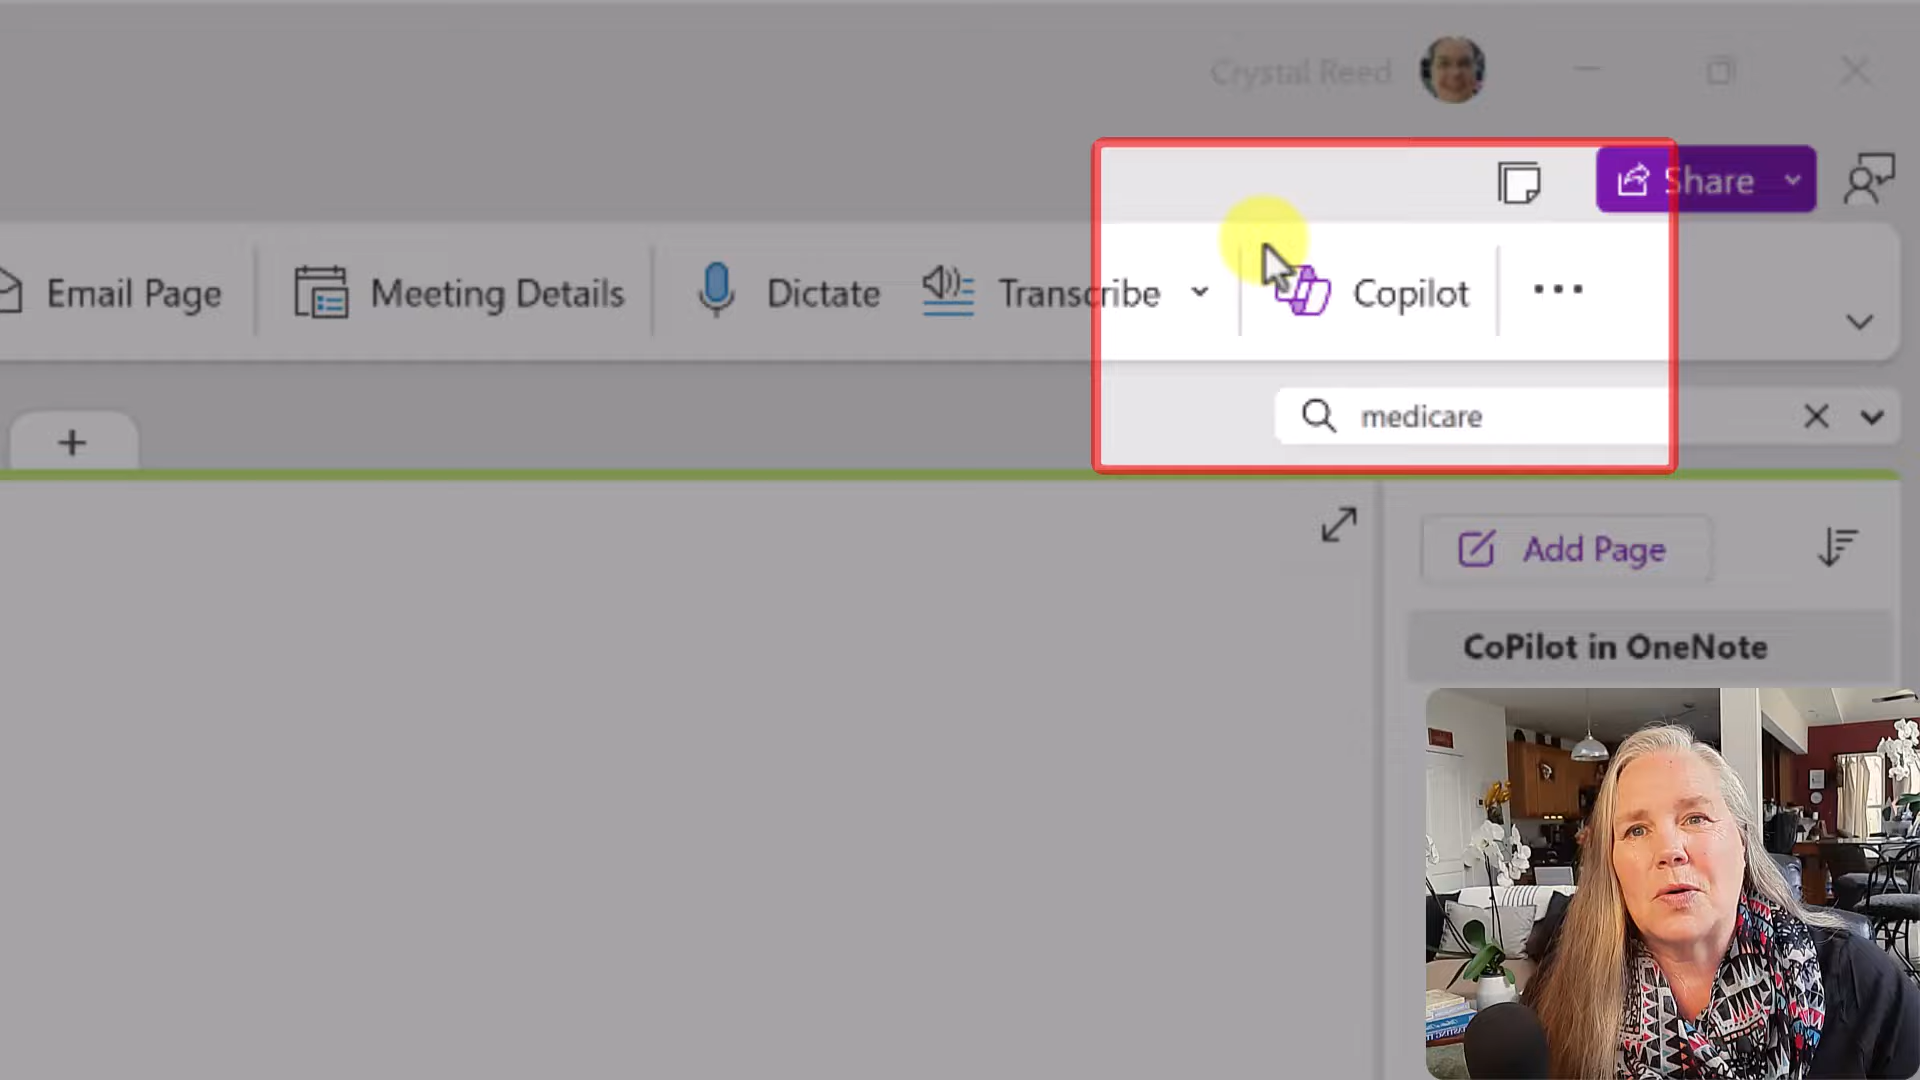 Crystal Reed
Share
Email Page
Meeting Details
Dictate
Transcribe
Copilot
medicare
Add Page
CoPilot in OneNote